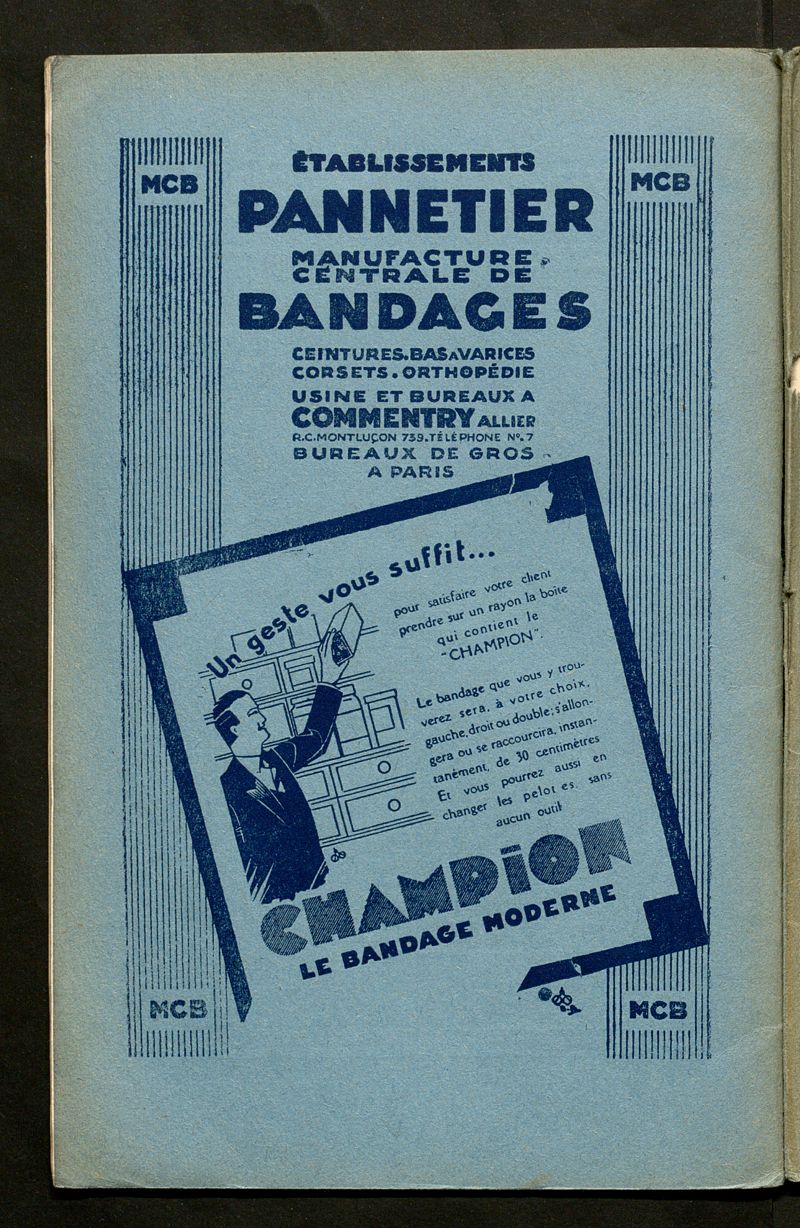 MCB
MCB
ÉTABLISSEMENTS
PANNETIER
MANUFACTURE
CENTRALE DE
BANDAGES
CEINTURES.BAS A VARICES
CORSETS.ORTHOPÉDIE
USINE ET BUREAUX A
COMMENTRY ALLIER
R.C.MONTLUÇON 739.TÉLÉPHONE Nº.7
BUREAUX DE GROS
A PARIS
Un geste vous suffit...
pour satisfaire votre client
prendre sur un rayon la boîte
qui contient le
"CHAMPION".
Le bandage que vous y trou-
verez sera, à votre choix,
gauche, droit ou double; s'allon-
gera ou se raccourcira, instan-
tanément, de 30 centimètres
Et vous pourrez aussi en
changer les pelotes, sans
aucun outil
CHAMPION
LE BANDAGE MODERNE
MCB
MCB